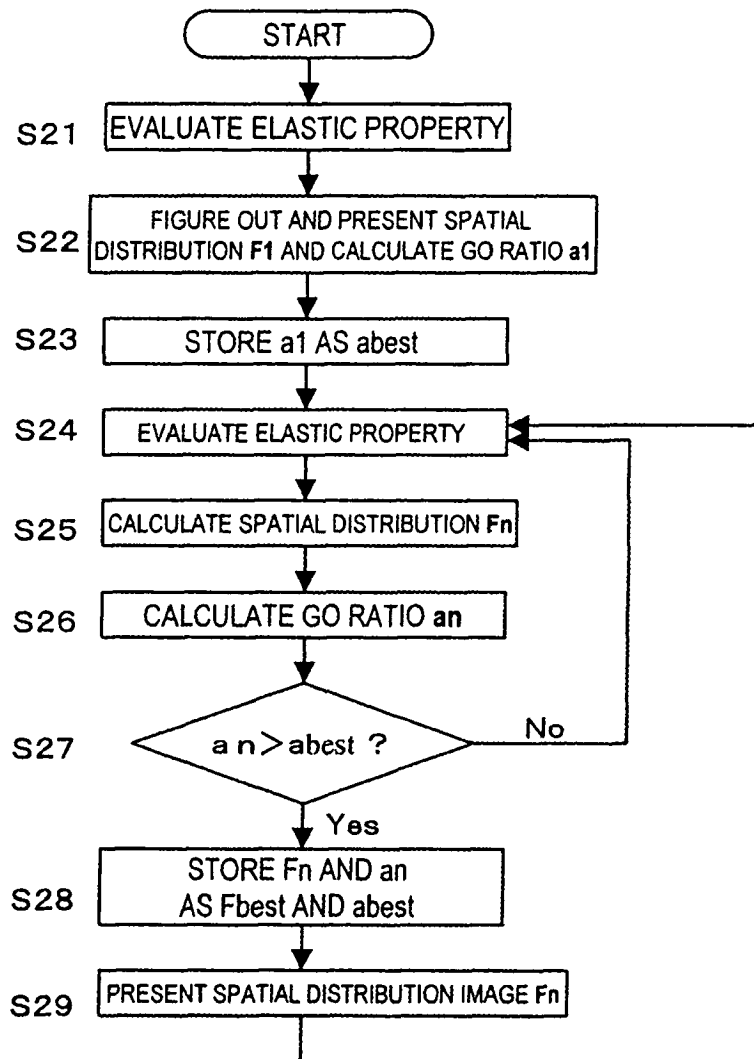 START
S21 EVALUATE ELASTIC PROPERTY
S22 FIGURE OUT AND PRESENT SPATIAL
DISTRIBUTION F1 AND CALCULATE GO RATIO a1
S23 STORE a1 AS abest
S24 EVALUATE ELASTIC PROPERTY
S25 CALCULATE SPATIAL DISTRIBUTION Fn
S26 CALCULATE GO RATIO an
S27 an>abest ? No
Yes
S28 STORE Fn AND an
AS Fbest AND abest
S29 PRESENT SPATIAL DISTRIBUTION IMAGE Fn